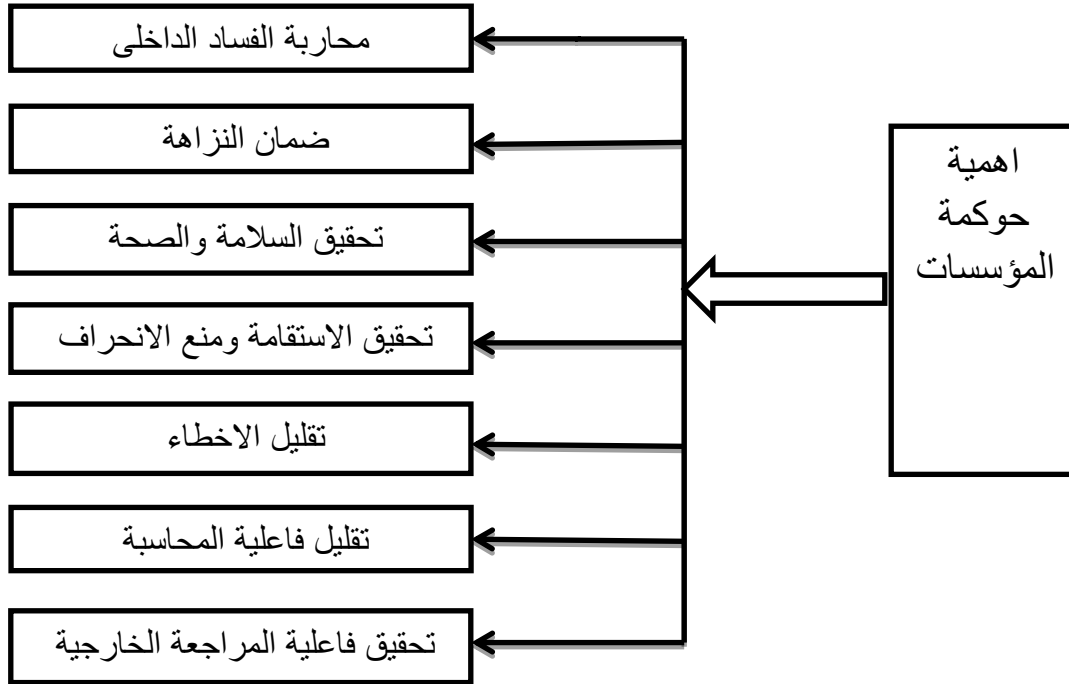 اهمية
حوكمة
المؤسسات
محاربة الفساد الداخلى
ضمان النزاهة
تحقيق السلامة والصحة
تحقيق الاستقامة ومنع الانحراف
تقليل الاخطاء
تقليل فاعلية المحاسبة
تحقيق فاعلية المراجعة الخارجية